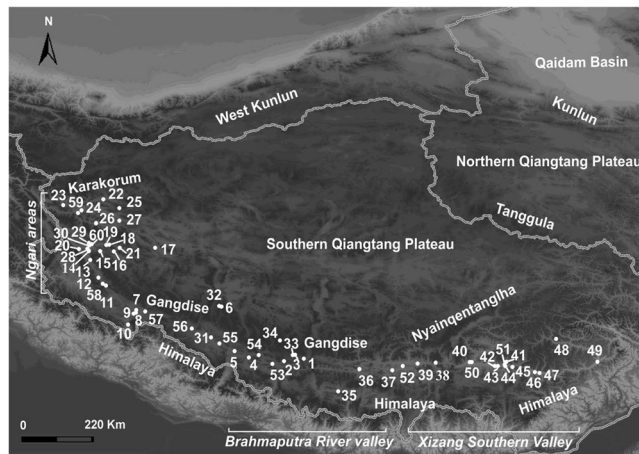 N
Qaidam Basin
West Kunlun
Kunlun
Northern Qiangtang Plateau
Karakorum
23 59 24 22 25
26 27
Tanggula
Ngari areas
30 29 60 19 18
20 28 14 15 16 21 17
Southern Qiangtang Plateau
13
12
58 11
7 Gangdise 32 6
9 8 57
10
Nyainqentanglha
56 31 55 34 Gangdise
Himalaya
54 33
5 4 53 2 3 1
40 42 51 41 48 49
36 37 52 39 38 50 43 44 45 46 47
35
Himalaya
Himalaya
0 220 Km
Brahmaputra River valley
Xizang Southern Valley